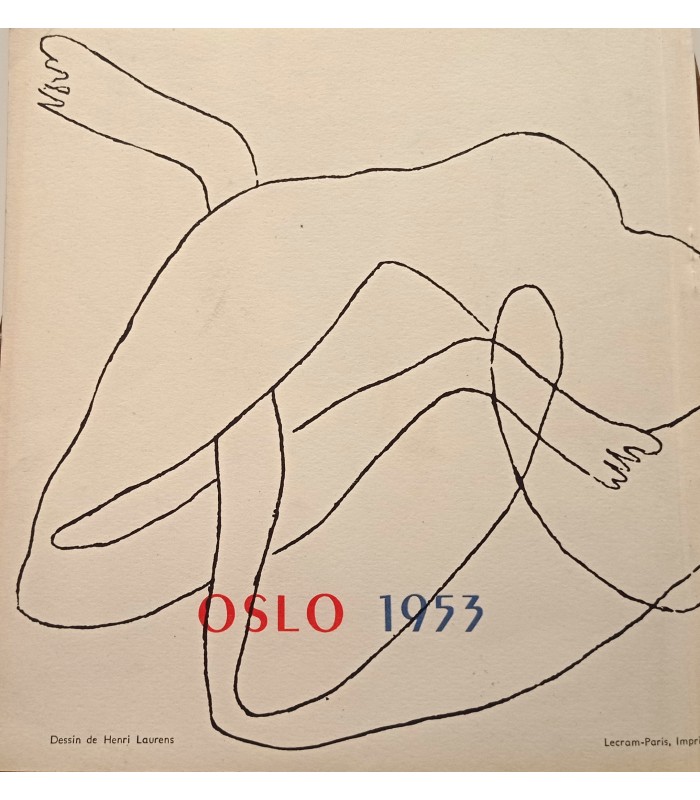 OSLO 1953
Dessin de Henri Laurens
Lecram-Paris, Impri